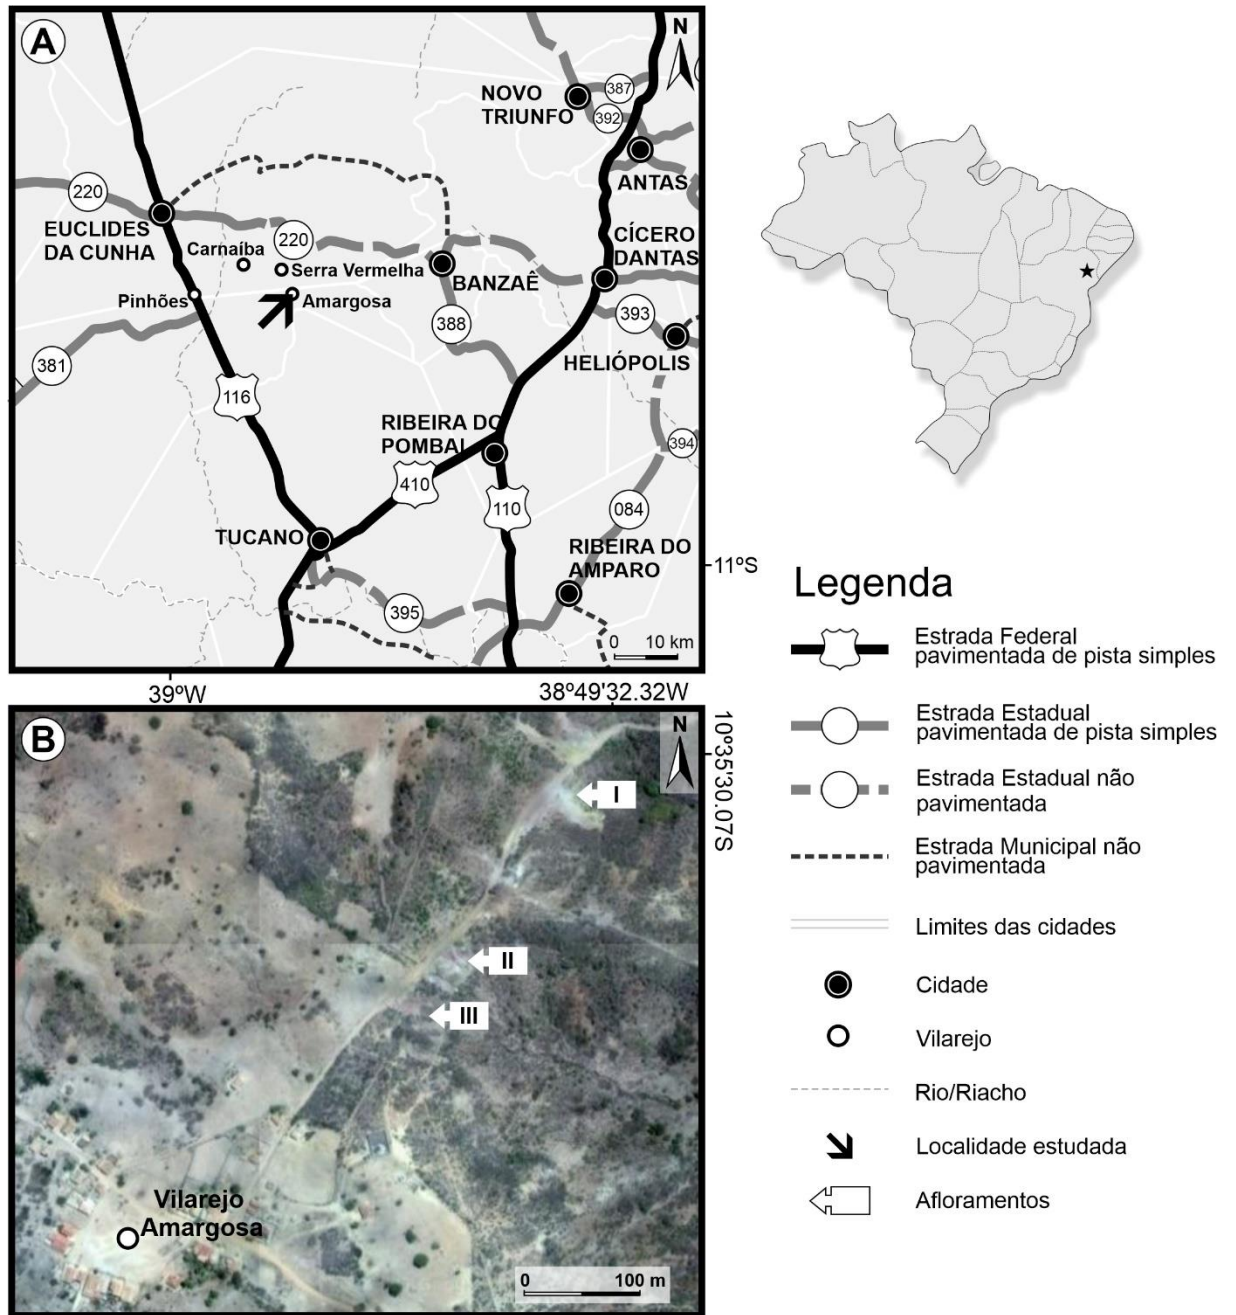 A
N
NOVO
TRIUNFO
387
392
ANTAS
220
EUCLIDES
DA CUNHA
Carnaíba
220
Serra Vermelha
CÍCERO
DANTAS
BANZAÊ
Pinhões
Amargosa
388
393
HELIÓPOLIS
381
116
RIBEIRA DO
POMBAL
394
410
110
084
TUCANO
RIBEIRA DO
AMPARO
11ºS
395
0 10 km
39ºW
38º49'32.32W
B
N
10º35'30.07S
I
II
III
Vilarejo
Amargosa
0 100 m
Legenda
Estrada Federal
pavimentada de pista simples
Estrada Estadual
pavimentada de pista simples
Estrada Estadual não
pavimentada
Estrada Municipal não
pavimentada
Limites das cidades
Cidade
Vilarejo
Rio/Riacho
Localidade estudada
Afloramentos